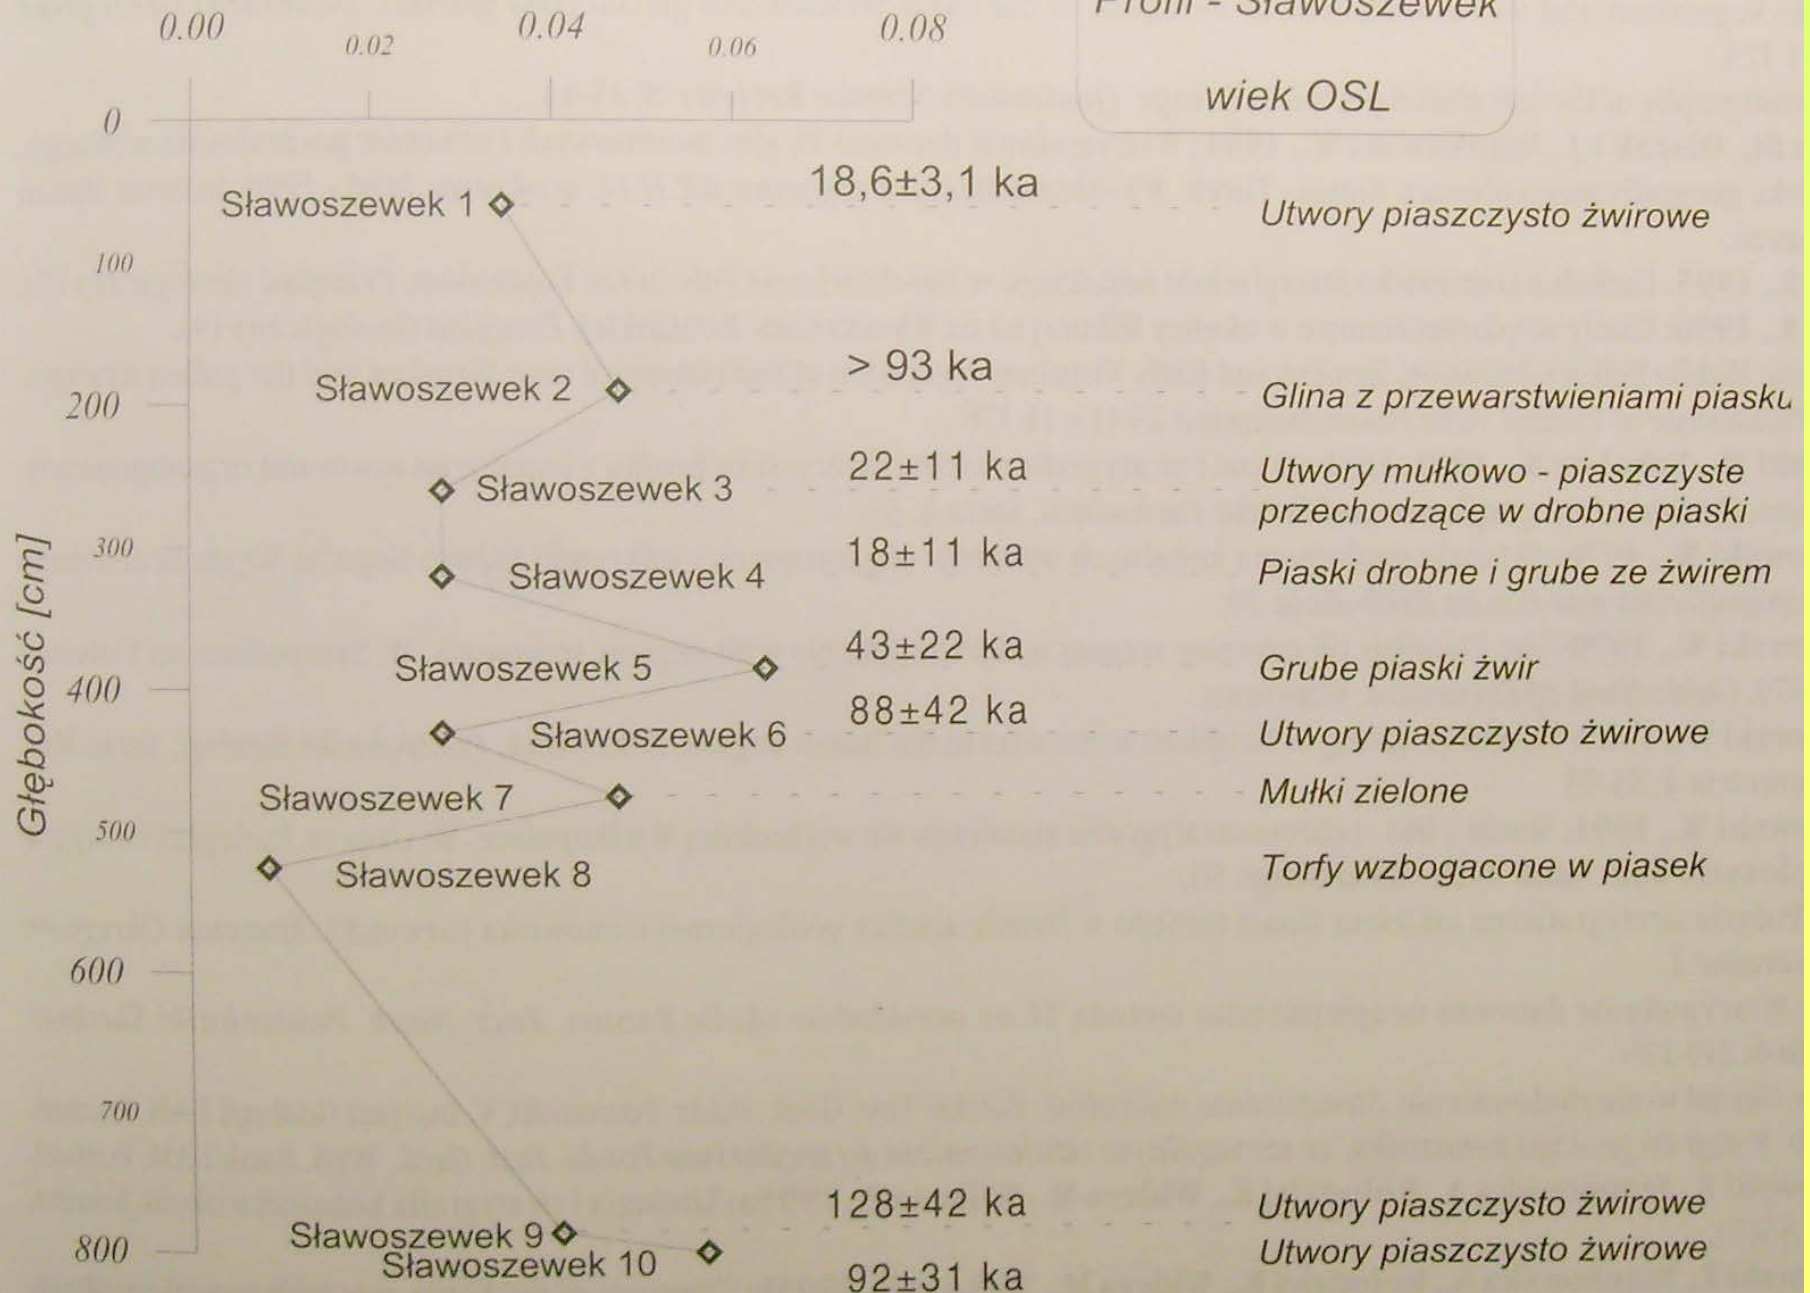 0.00 0.02 0.04 0.06 0.08
Profil - Sławoszewek
wiek OSL
0
Sławoszewek 1 18,6±3,1 ka Utwory piaszczysto żwirowe
100
Sławoszewek 2 > 93 ka Glina z przewarstwieniami piasku
200
Sławoszewek 3 22±11 ka Utwory mułkowo - piaszczyste
przechodzące w drobne piaski
300
Sławoszewek 4 18±11 ka Piaski drobne i grube ze żwirem
Głębokość [cm]
Sławoszewek 5 43±22 ka Grube piaski żwir
400
Sławoszewek 6 88±42 ka Utwory piaszczysto żwirowe
Sławoszewek 7 Mułki zielone
500
Sławoszewek 8 Torfy wzbogacone w piasek
600
700
Sławoszewek 9 128±42 ka Utwory piaszczysto żwirowe
800
Sławoszewek 10 92±31 ka Utwory piaszczysto żwirowe